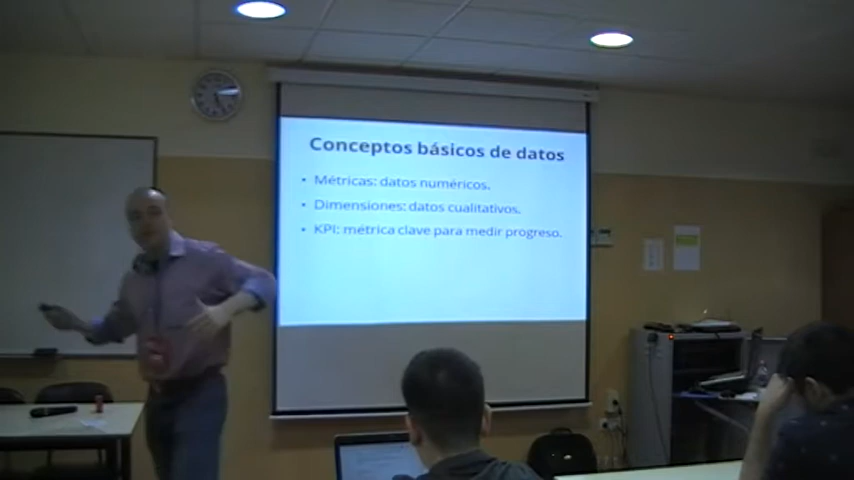 Conceptos básicos de datos
• Métricas: datos numéricos.
• Dimensiones: datos cualitativos.
• KPI: métrica clave para medir progreso.